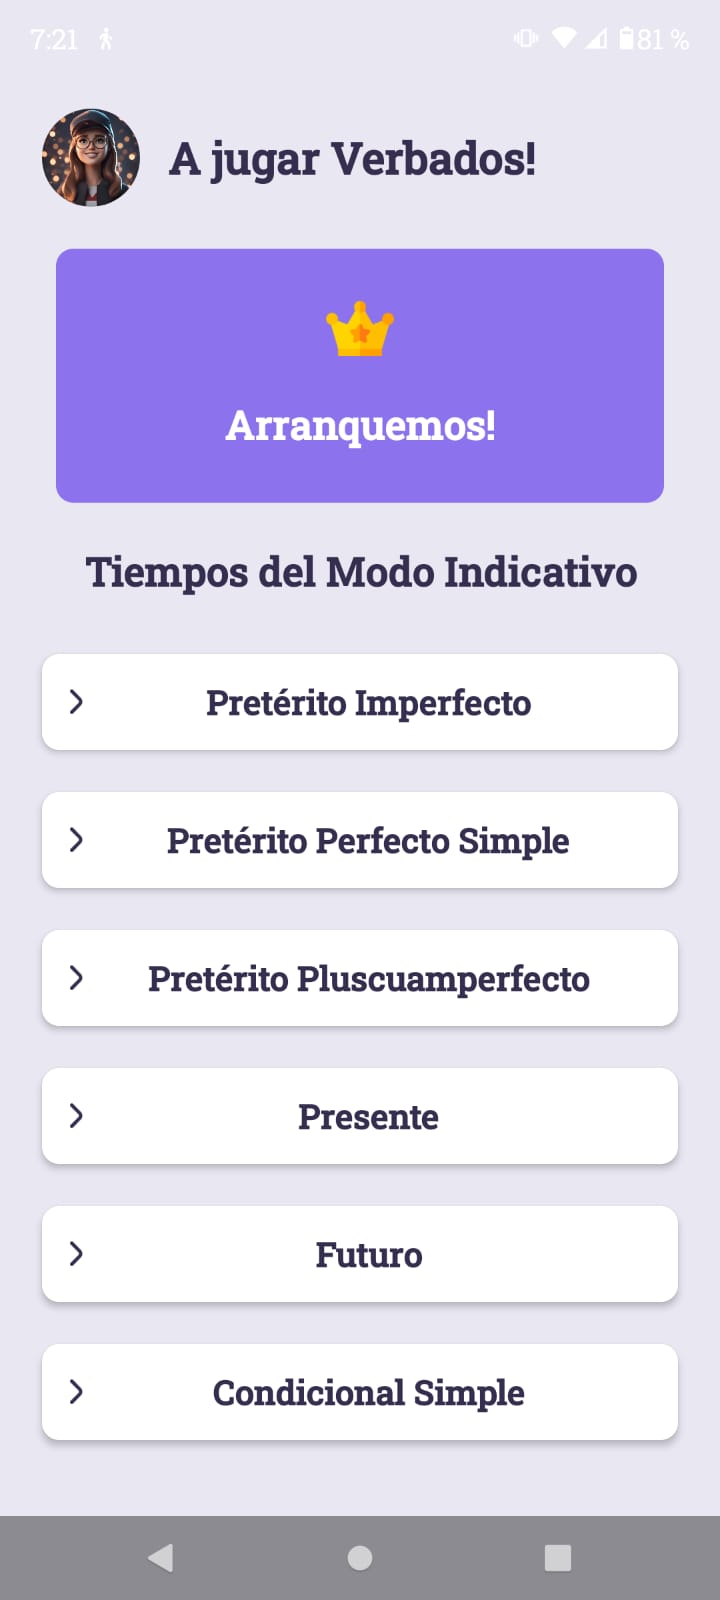 7:21 81 %
A jugar Verbados!
Arranquemos!
Tiempos del Modo Indicativo
Pretérito Imperfecto
Pretérito Perfecto Simple
Pretérito Pluscuamperfecto
Presente
Futuro
Condicional Simple